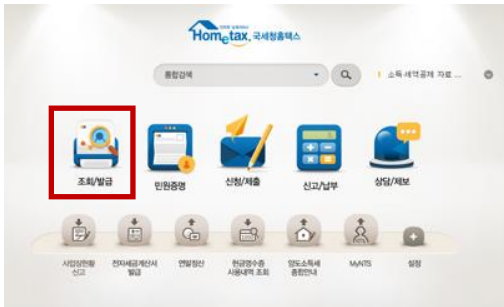 Hometax. 국세청홈택스
통합검색
소득·세액공제 자료 ...
조회/발급
민원증명
신청/제출
신고/납부
상담/제보
사업장현황
신고
전자세금계산서
발급
연말정산
현금영수증
사용내역 조회
양도소득세
종합안내
MyNTS
설정